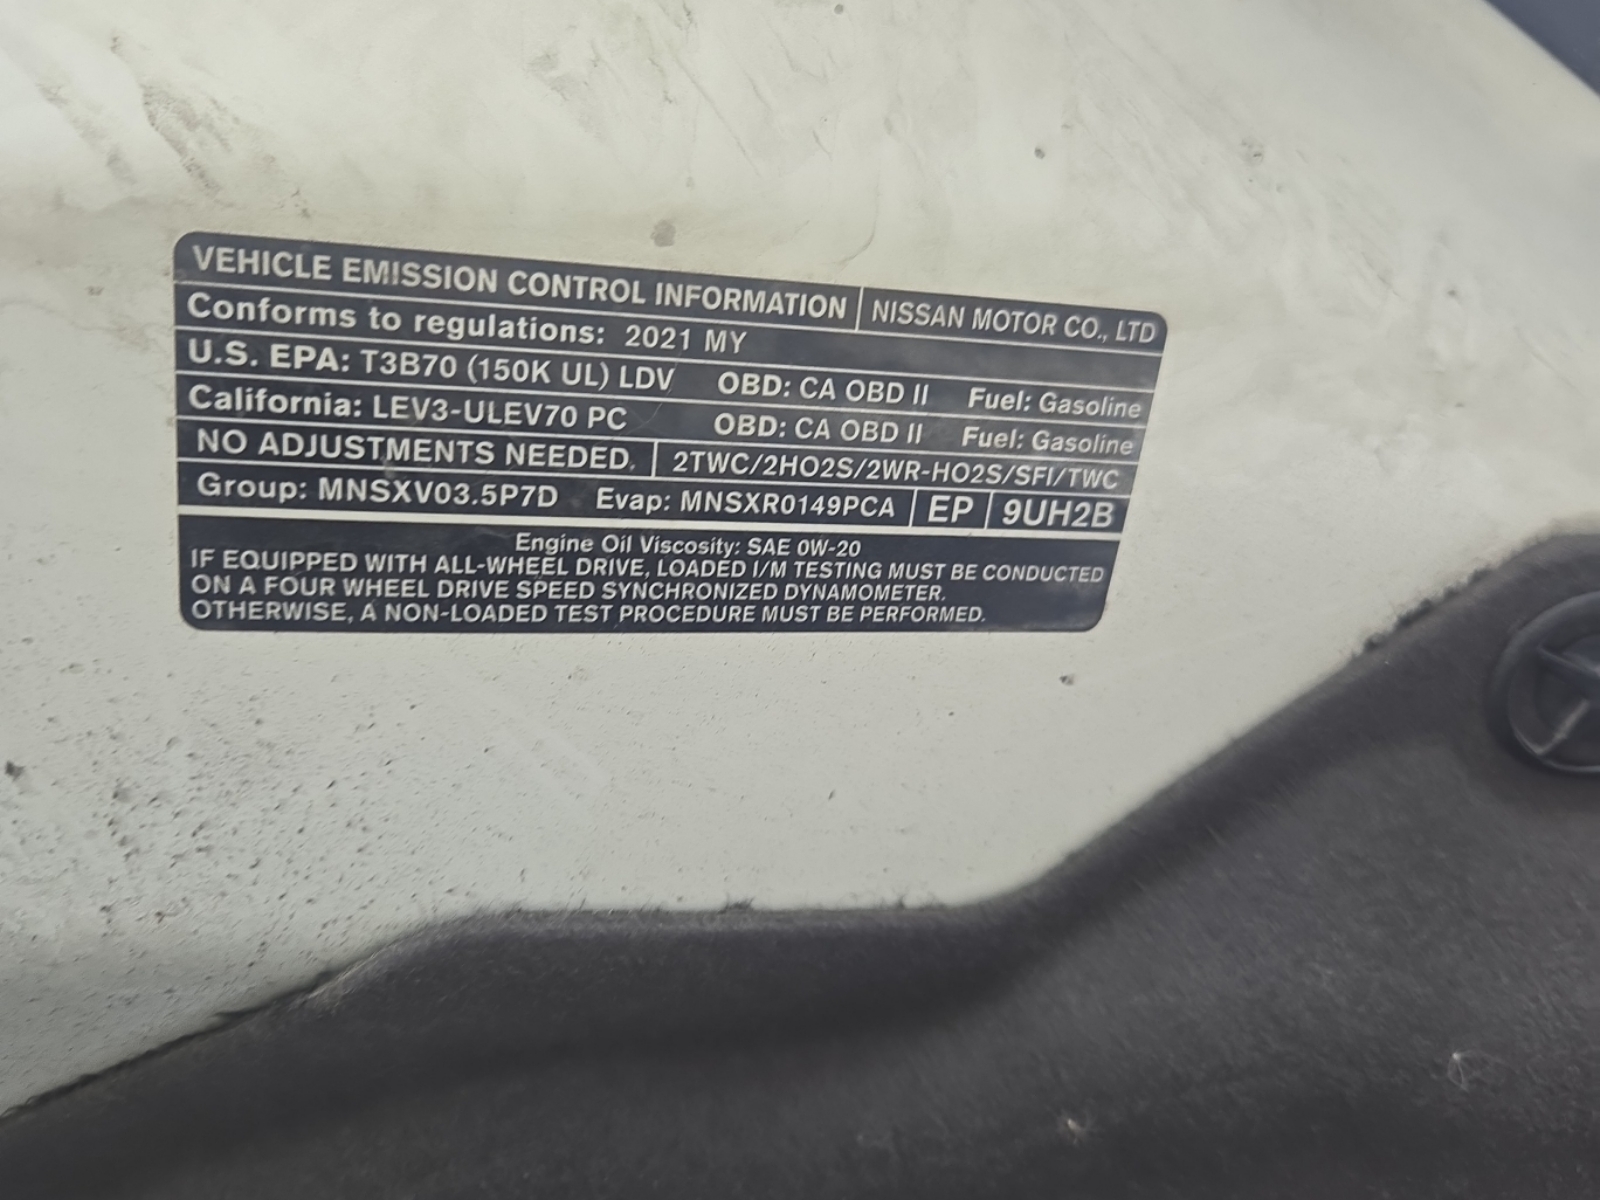 VEHICLE EMISSION CONTROL INFORMATION | NISSAN MOTOR CO., LTD
Conforms to regulations: 2021 MY
U.S. EPA: T3B70 (150K UL) LDV OBD: CA OBD II Fuel: Gasoline
California: LEV3-ULEV70 PC OBD: CA OBD II Fuel: Gasoline
NO ADJUSTMENTS NEEDED. | 2TWC/2HO2S/2WR-HO2S/SFI/TWC
Group: MNSXV03.5P7D Evap: MNSXR0149PCA | EP | 9UH2B
Engine Oil Viscosity: SAE 0W-20
IF EQUIPPED WITH ALL-WHEEL DRIVE, LOADED I/M TESTING MUST BE CONDUCTED
ON A FOUR WHEEL DRIVE SPEED SYNCHRONIZED DYNAMOMETER.
OTHERWISE, A NON-LOADED TEST PROCEDURE MUST BE PERFORMED.